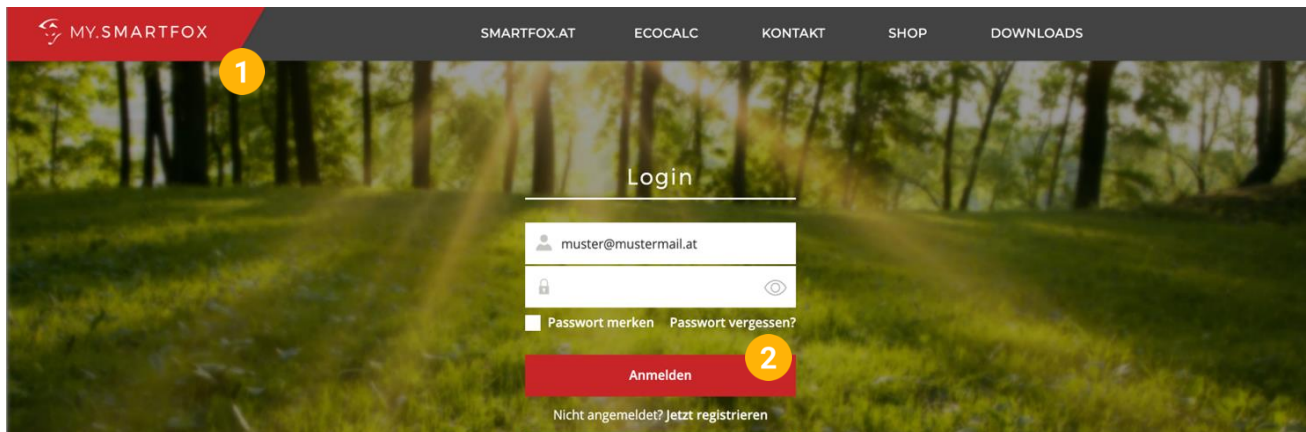 MY.SMARTFOX SMARTFOX.AT ECOCALC KONTAKT SHOP DOWNLOADS
1
Login
muster@mustermail.at
Passwort merken Passwort vergessen?
2
Anmelden
Nicht angemeldet? Jetzt registrieren